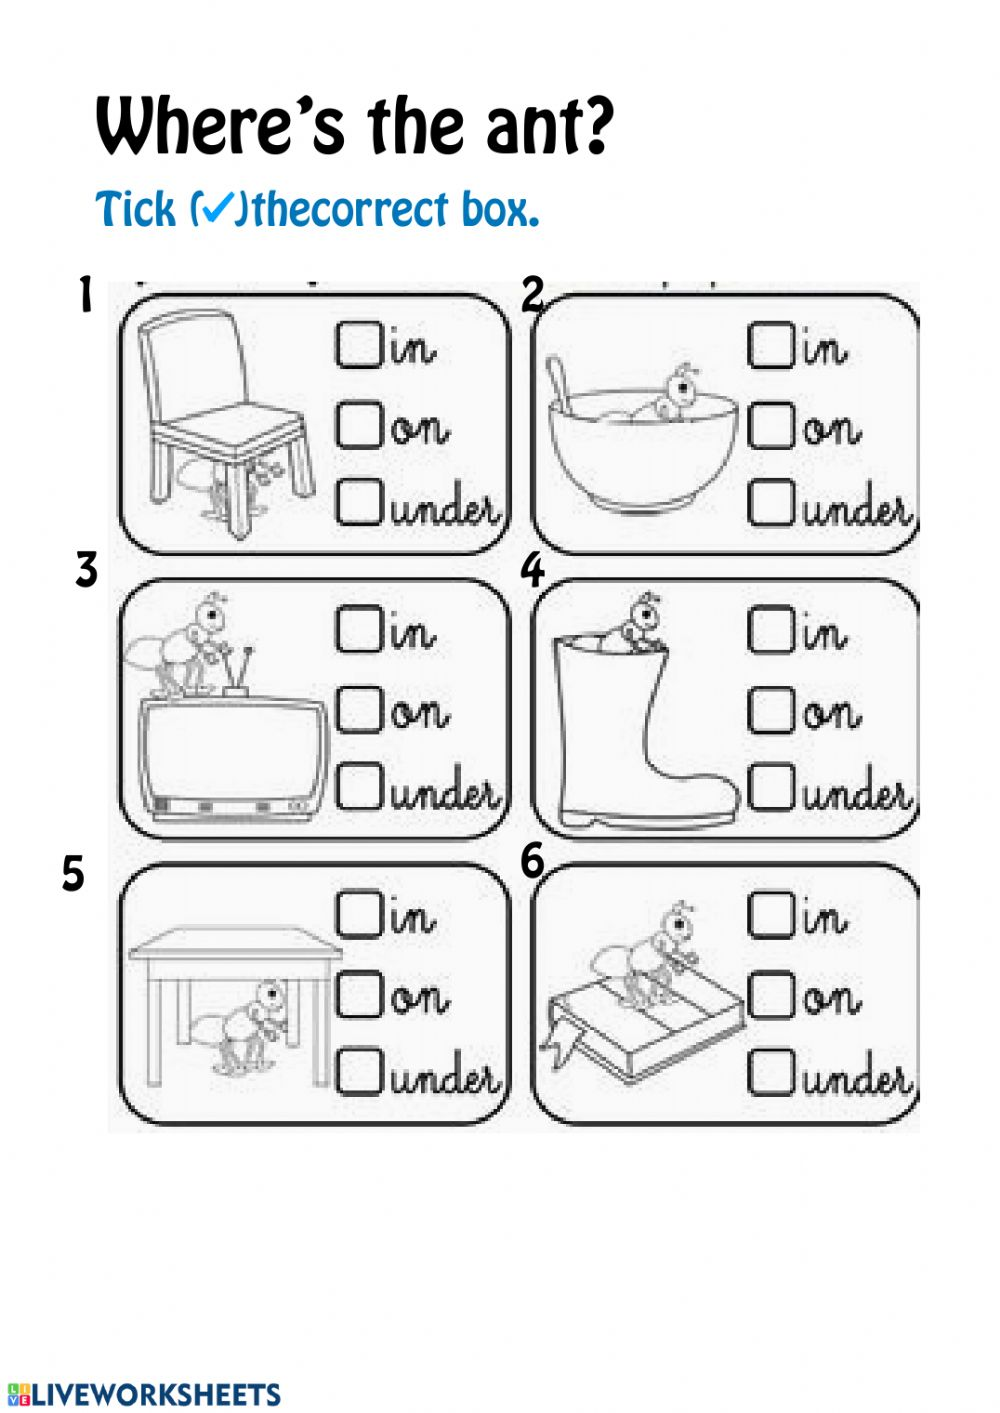 Where's the ant?
Tick (✓)thecorrect box.
1
in
on
under
2
in
on
under
3
in
on
under
4
in
on
under
5
in
on
under
6
in
on
under
LIVE LIVEWORKSHEETS